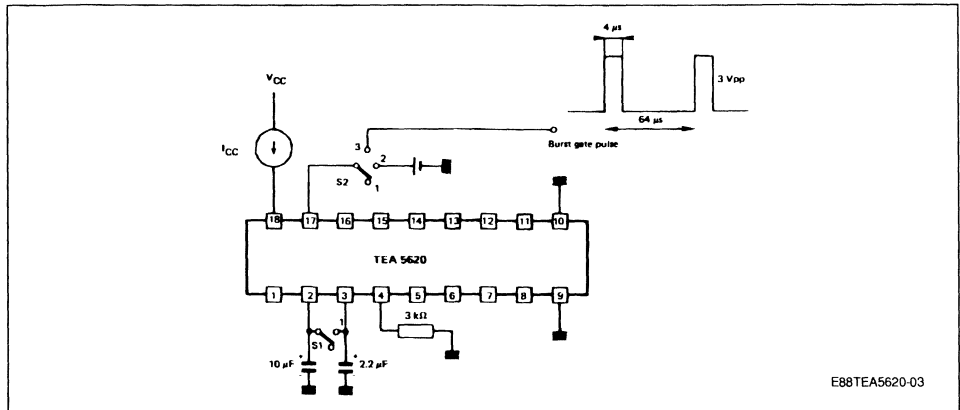 4 µs
3 Vpp
64 µs
Burst gate pulse
VCC
ICC
3
2
1
S2
18 17 16 15 14 13 12 11 10
TEA 5620
1 2 3 4 5 6 7 8 9
1
S1
3 kΩ
10 µF
+
2.2 µF
+
E88TEA5620-03